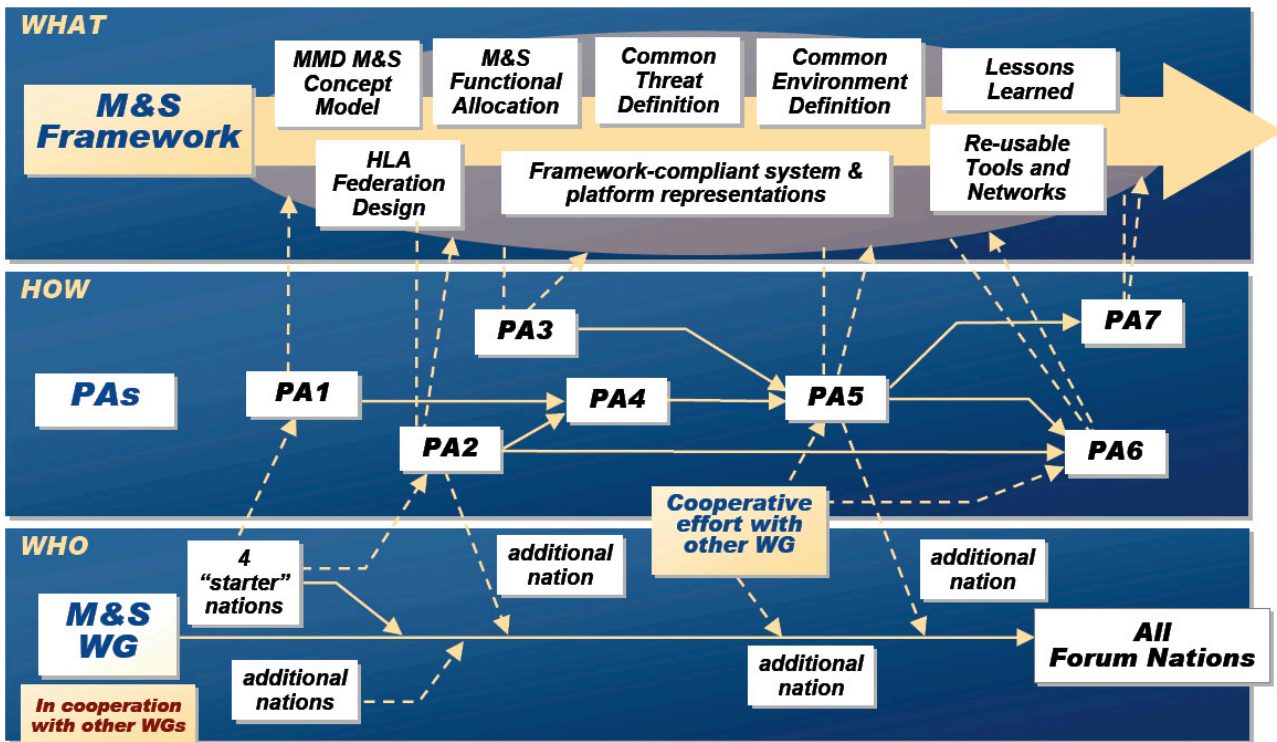 WHAT
M&S
Framework
MMD M&S
Concept
Model
M&S
Functional
Allocation
Common
Threat
Definition
Common
Environment
Definition
Lessons
Learned
HLA
Federation
Design
Framework-compliant system &
platform representations
Re-usable
Tools and
Networks
HOW
PAs
PA1
PA2
PA3
PA4
PA5
PA6
PA7
Cooperative
effort with
other WG
WHO
M&S
WG
In cooperation
with other WGs
4
“starter”
nations
additional
nations
additional
nation
additional
nation
additional
nation
All
Forum Nations